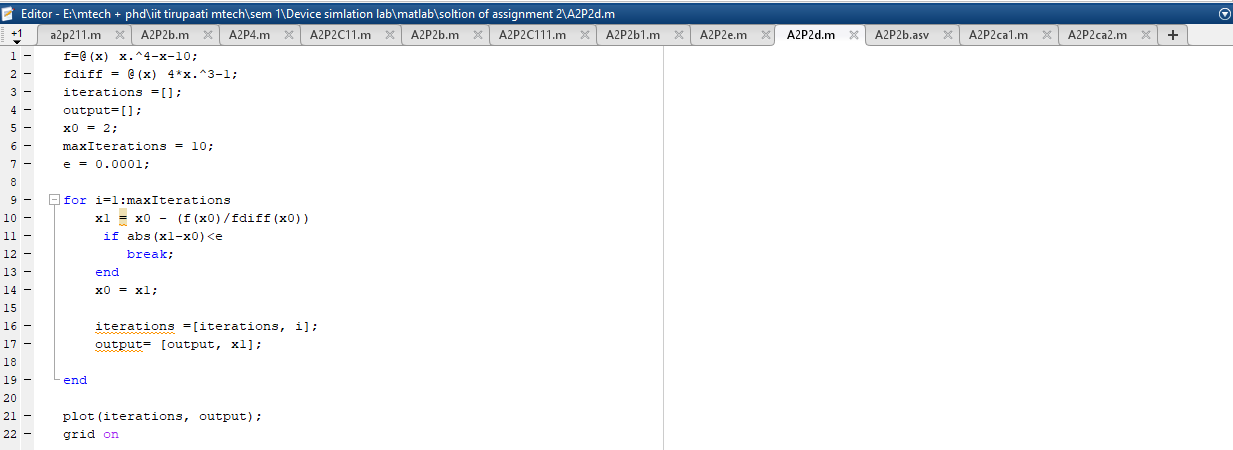 Editor - E:\mtech + phd\iit tirupaati mtech\sem 1\Device simlation lab\matlab\soltion of assignment 2\A2P2d.m
+1 a2p211.m A2P2b.m A2P4.m A2P2C11.m A2P2b.m A2P2C111.m A2P2b1.m A2P2e.m A2P2d.m A2P2b.asv A2P2ca1.m A2P2ca2.m +
1 - f=@(x) x.^4-x-10;
2 - fdiff = @(x) 4*x.^3-1;
3 - iterations =[];
4 - output=[];
5 - x0 = 2;
6 - maxIterations = 10;
7 - e = 0.0001;
8
9 - for i=1:maxIterations
10 - x1 = x0 - (f(x0)/fdiff(x0))
11 - if abs(x1-x0)<e
12 - break;
13 - end
14 - x0 = x1;
15
16 - iterations =[iterations, i];
17 - output= [output, x1];
18
19 - end
20
21 - plot(iterations, output);
22 - grid on